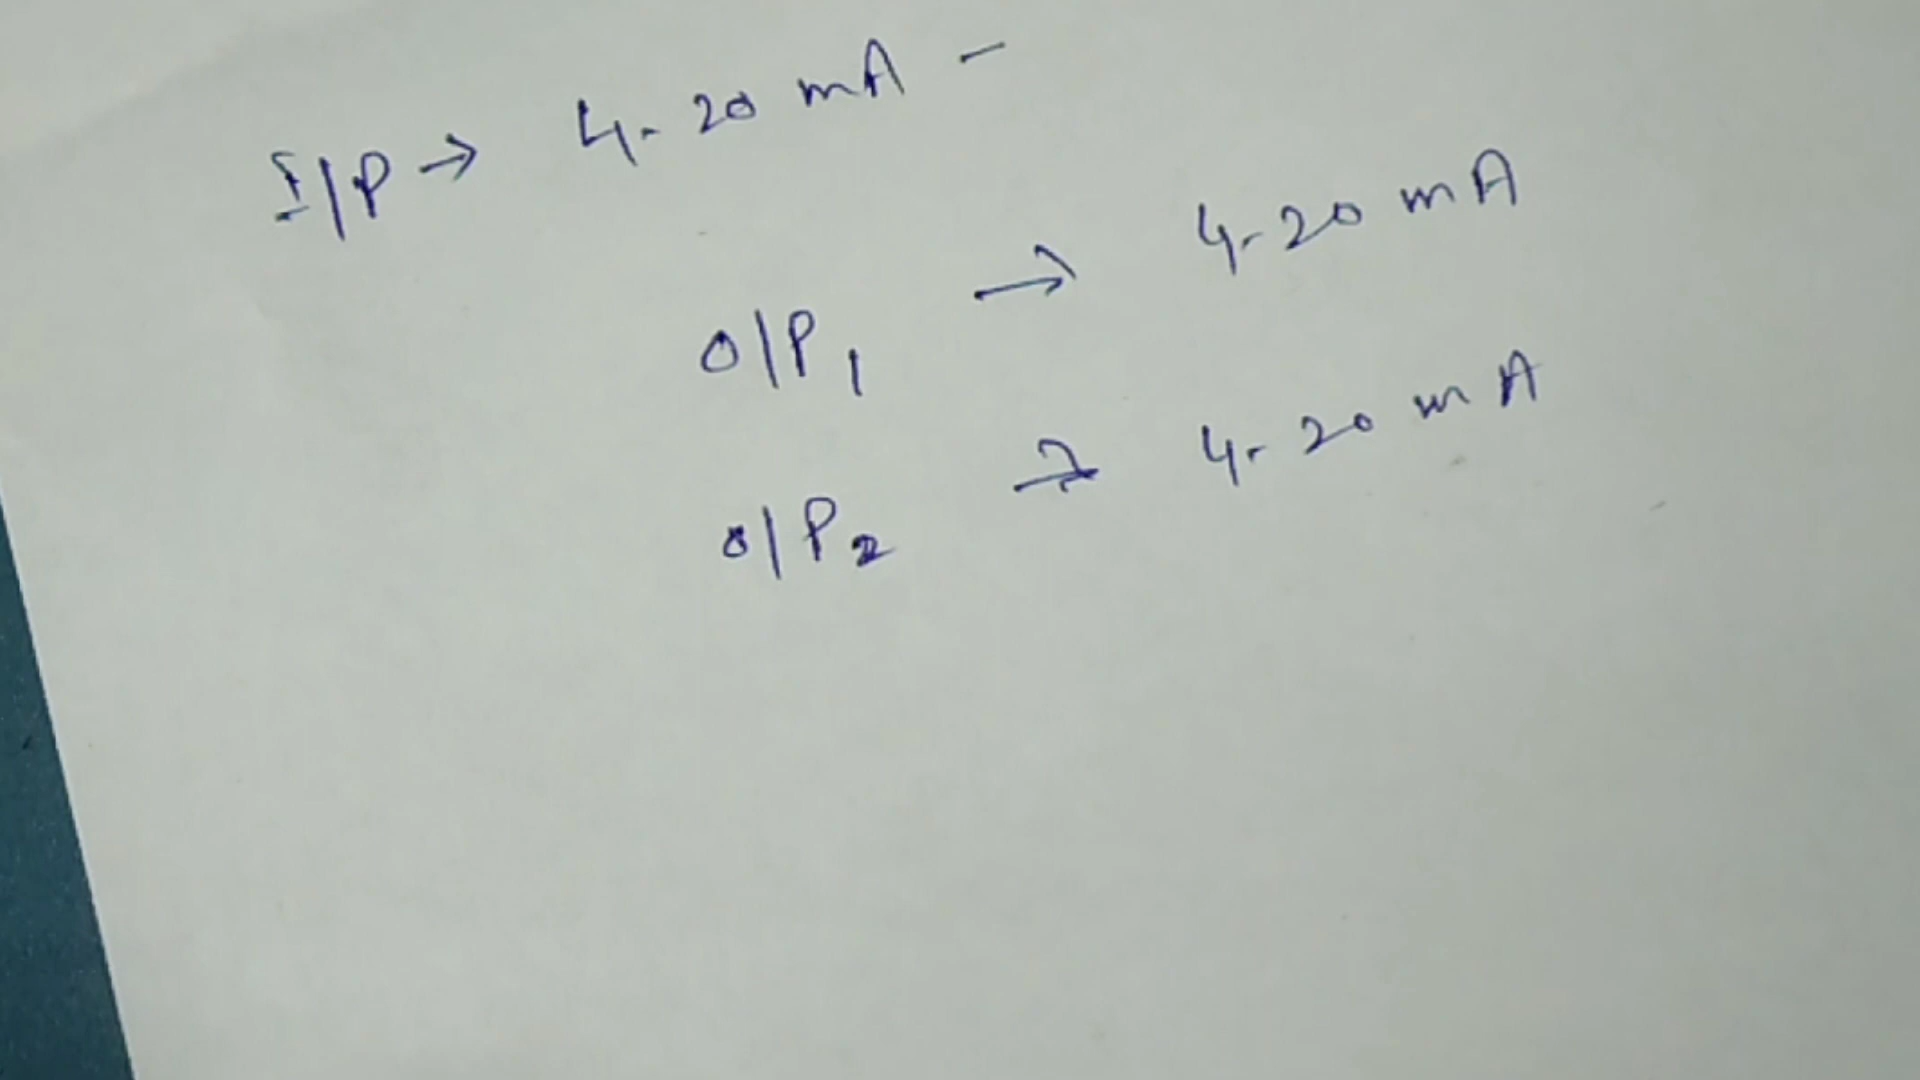 I/P → 4-20 mA -
O/P1 → 4-20 mA
O/P2 → 4-20 mA